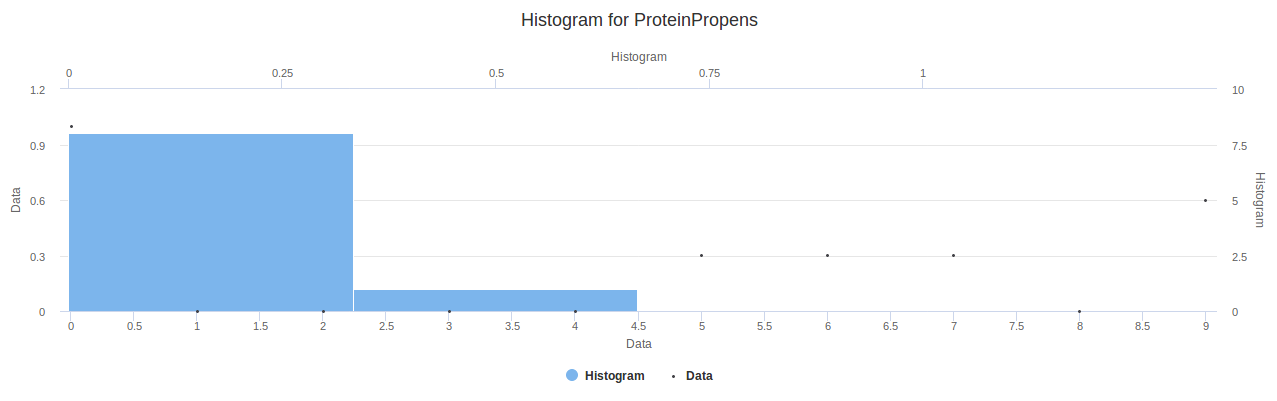 Histogram for ProteinPropens
Histogram
0 0.25 0.5 0.75 1
1.2 10
0.9 7.5
0.6 5
0.3 2.5
0 0
Data
Histogram
0 0.5 1 1.5 2 2.5 3 3.5 4 4.5 5 5.5 6 6.5 7 7.5 8 8.5 9
Data
Histogram Data